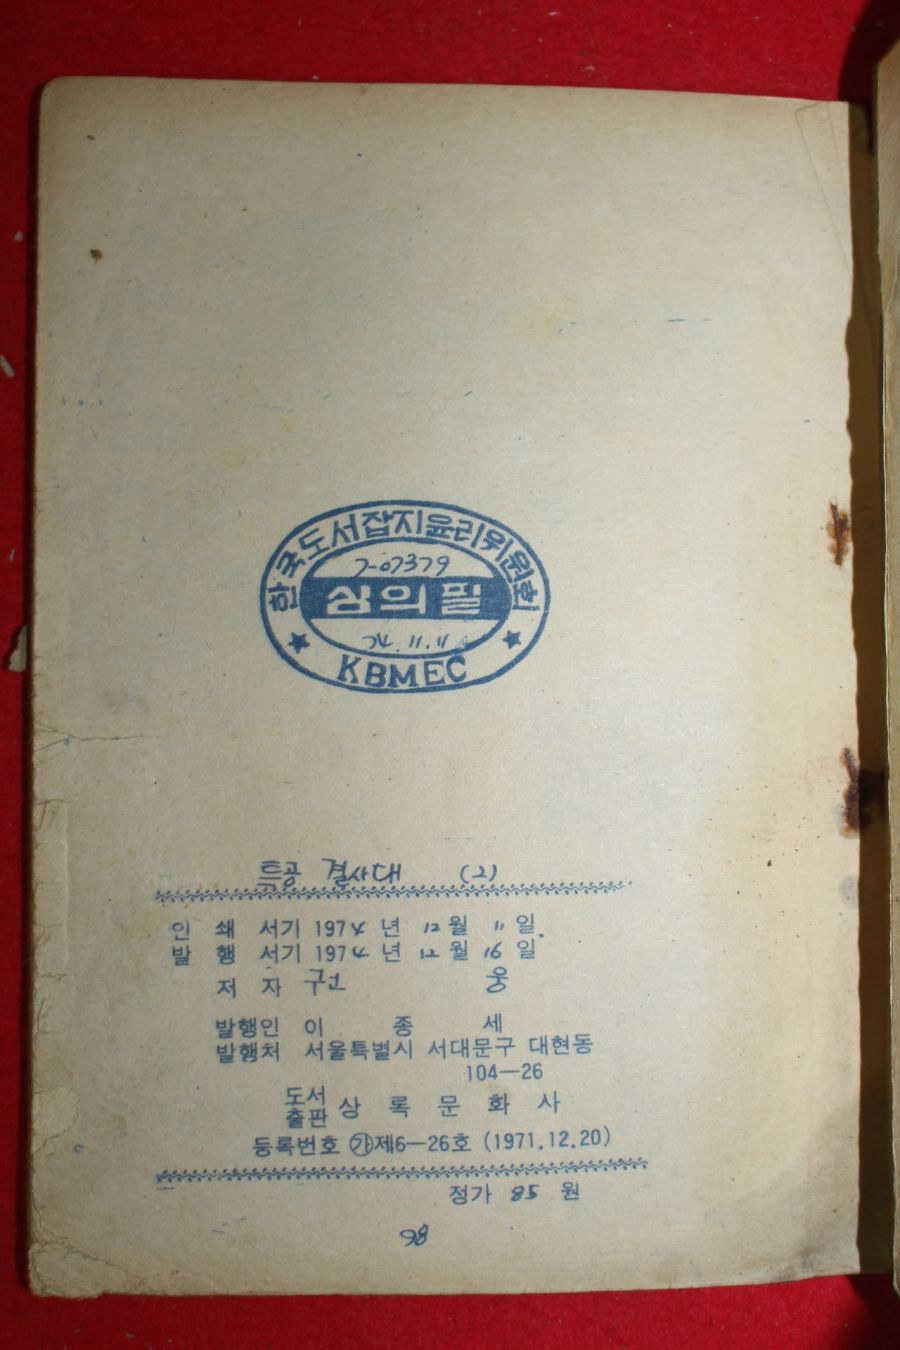 한국도서잡지윤리위원회
7-07379
심의필
74.11.11
KBMEC
특공 결사대 (2)
인 쇄 서기 1974 년 12 월 11 일
발 행 서기 1974 년 12 월 16 일
저 자 구고 웅
발행인 이 종 세
발행처 서울특별시 서대문구 대현동
104—26
도서
출판 상 록 문 화 사
등록번호 ㉮제6—26호 (1971.12.20)
정가 85 원
98